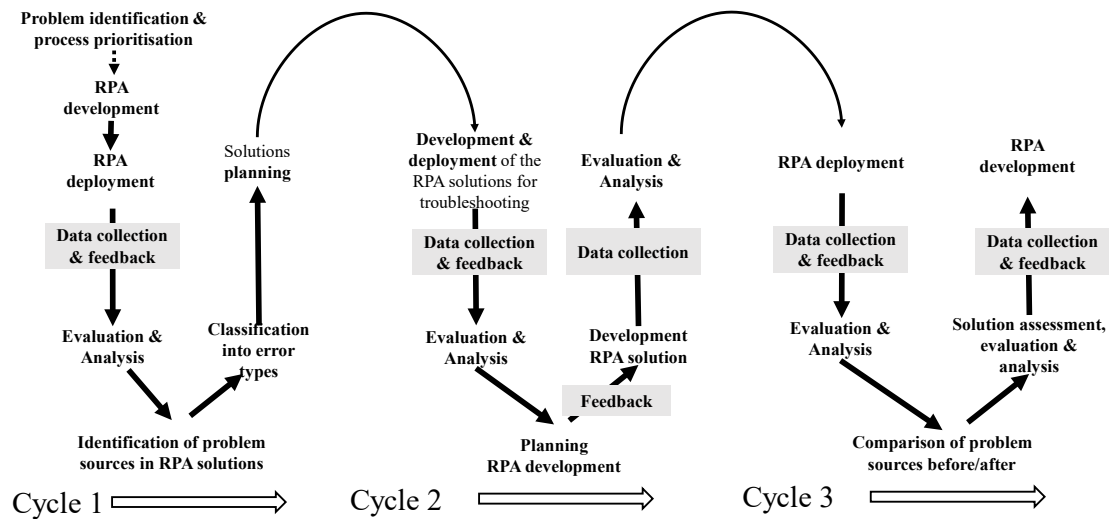 Problem identification &
process prioritisation
RPA
development
RPA
deployment
Data collection
& feedback
Evaluation &
Analysis
Identification of problem
sources in RPA solutions
Classification
into error
types
Solutions
planning
Cycle 1
Development &
deployment of the
RPA solutions for
troubleshooting
Data collection
& feedback
Evaluation &
Analysis
Planning
RPA development
Feedback
Development
RPA solution
Data collection
Evaluation &
Analysis
Cycle 2
RPA deployment
Data collection
& feedback
Evaluation &
Analysis
Comparison of problem
sources before/after
Solution assessment,
evaluation &
analysis
Data collection
& feedback
RPA
development
Cycle 3